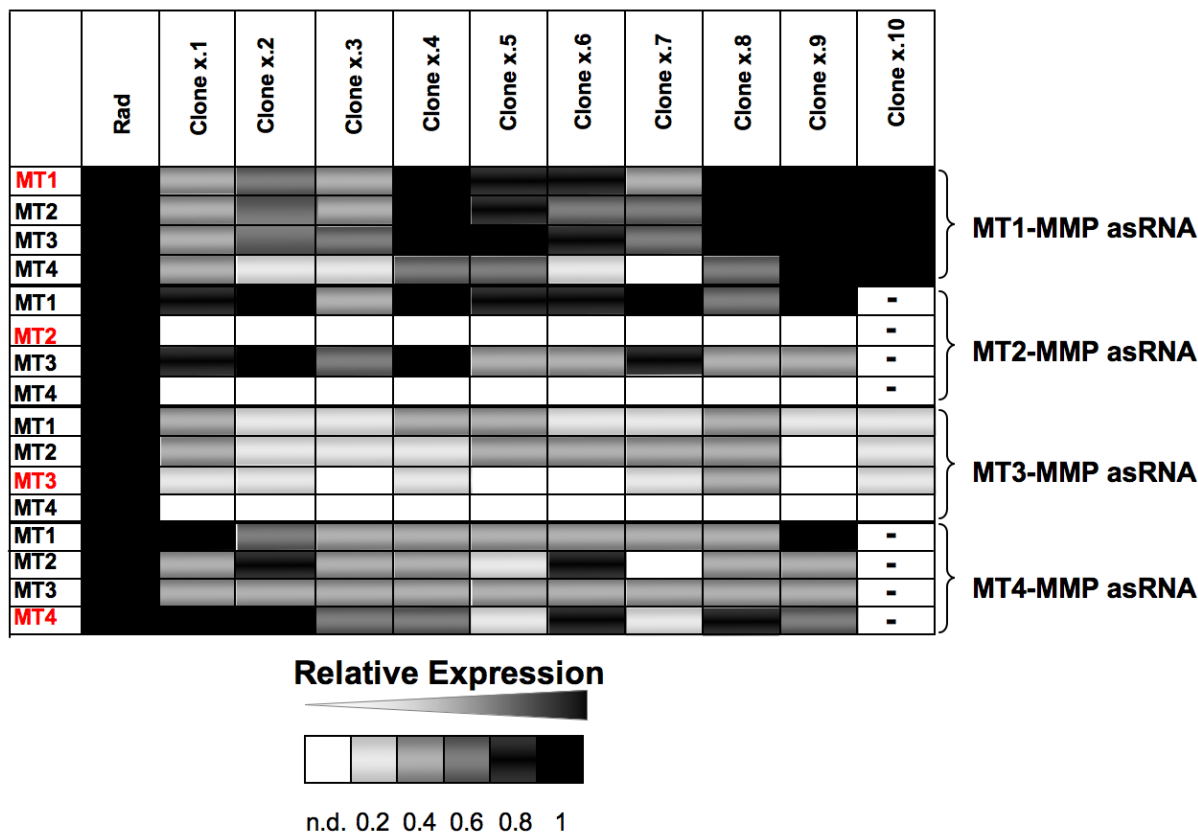 Rad Clone x.1 Clone x.2 Clone x.3 Clone x.4 Clone x.5 Clone x.6 Clone x.7 Clone x.8 Clone x.9 Clone x.10
MT1
MT2
MT3
MT4
MT1-MMP asRNA
MT1 -
MT2 -
MT3 -
MT4 -
MT2-MMP asRNA
MT1
MT2
MT3
MT4
MT3-MMP asRNA
MT1 -
MT2 -
MT3 -
MT4 -
MT4-MMP asRNA
Relative Expression
n.d. 0.2 0.4 0.6 0.8 1